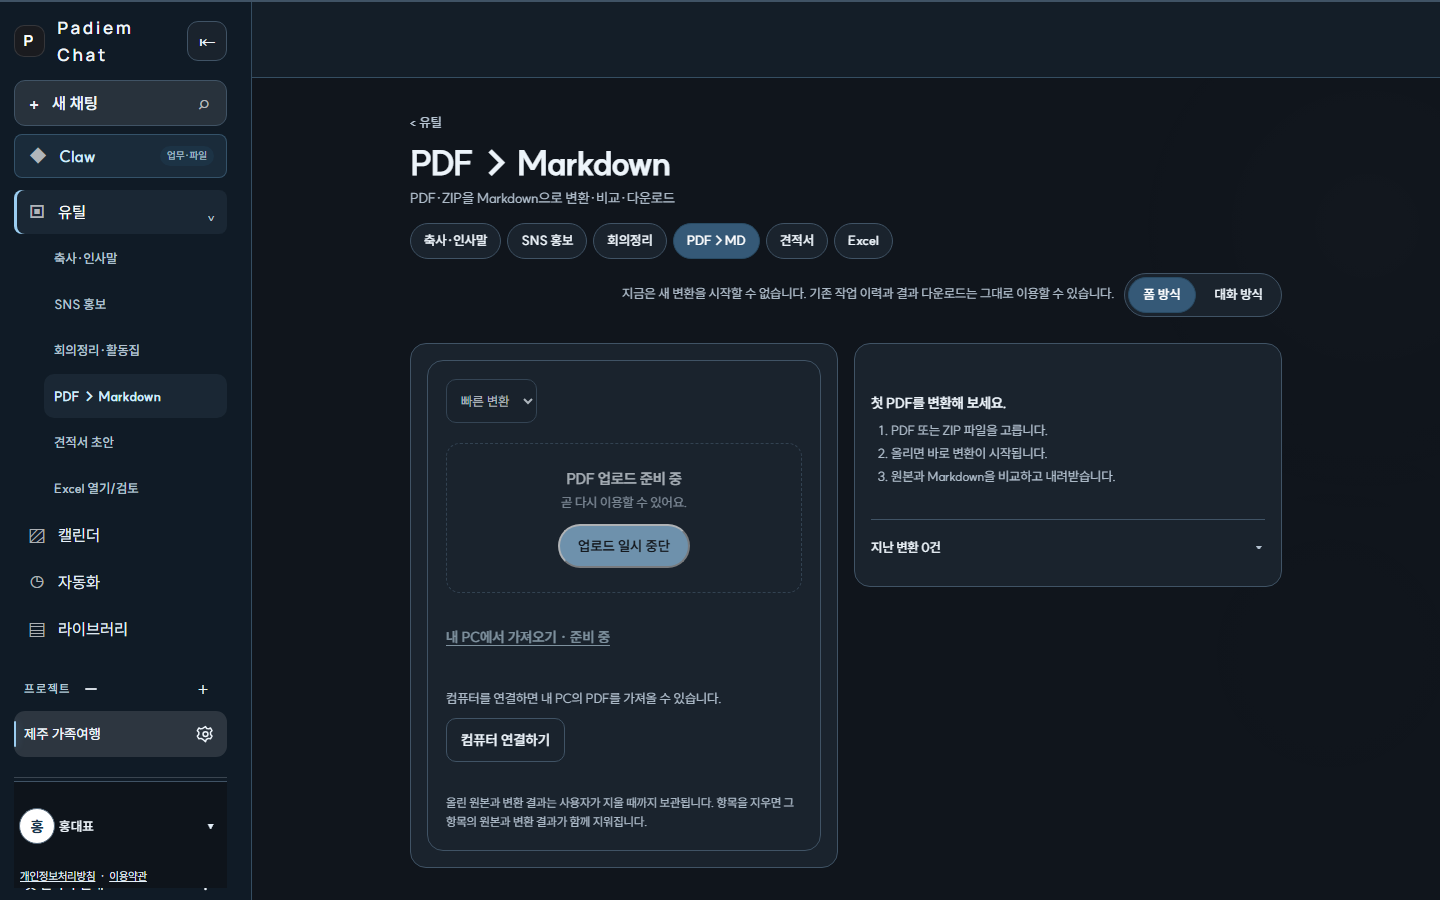 P
Padiem
Chat
+ 새 채팅
Claw
업무·파일
유틸
축사·인사말
SNS 홍보
회의정리·활동집
PDF > Markdown
견적서 초안
Excel 열기/검토
캘린더
자동화
라이브러리
프로젝트
제주 가족여행
홍
홍대표
개인정보처리방침 · 이용약관
< 유틸
PDF > Markdown
PDF·ZIP을 Markdown으로 변환·비교·다운로드
축사·인사말
SNS 홍보
회의정리
PDF > MD
견적서
Excel
지금은 새 변환을 시작할 수 없습니다. 기존 작업 이력과 결과 다운로드는 그대로 이용할 수 있습니다.
폼 방식
대화 방식
빠른 변환
PDF 업로드 준비 중
곧 다시 이용할 수 있어요.
업로드 일시 중단
내 PC에서 가져오기 · 준비 중
컴퓨터를 연결하면 내 PC의 PDF를 가져올 수 있습니다.
컴퓨터 연결하기
올린 원본과 변환 결과는 사용자가 지울 때까지 보관됩니다. 항목을 지우면 그
항목의 원본과 변환 결과가 함께 지워집니다.
첫 PDF를 변환해 보세요.
1. PDF 또는 ZIP 파일을 고릅니다.
2. 올리면 바로 변환이 시작됩니다.
3. 원본과 Markdown을 비교하고 내려받습니다.
지난 변환 0건